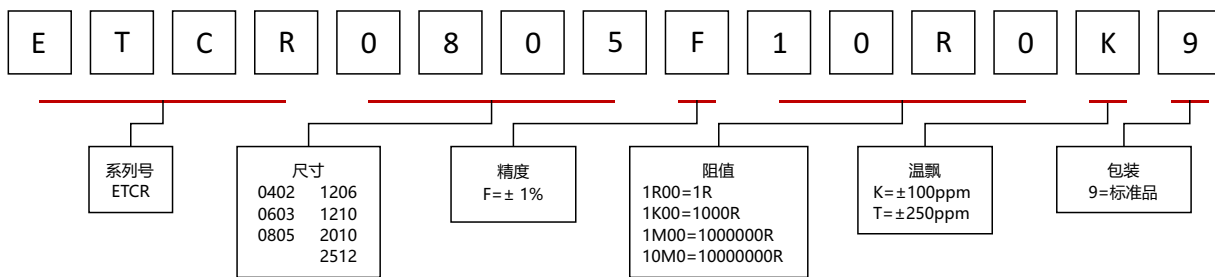 E T C R 0 8 0 5 F 1 0 R 0 K 9
系列号
ETCR
尺寸
0402 1206
0603 1210
0805 2010
2512
精度
F=± 1%
阻值
1R00=1R
1K00=1000R
1M00=1000000R
10M0=10000000R
温飘
K=±100ppm
T=±250ppm
包装
9=标准品